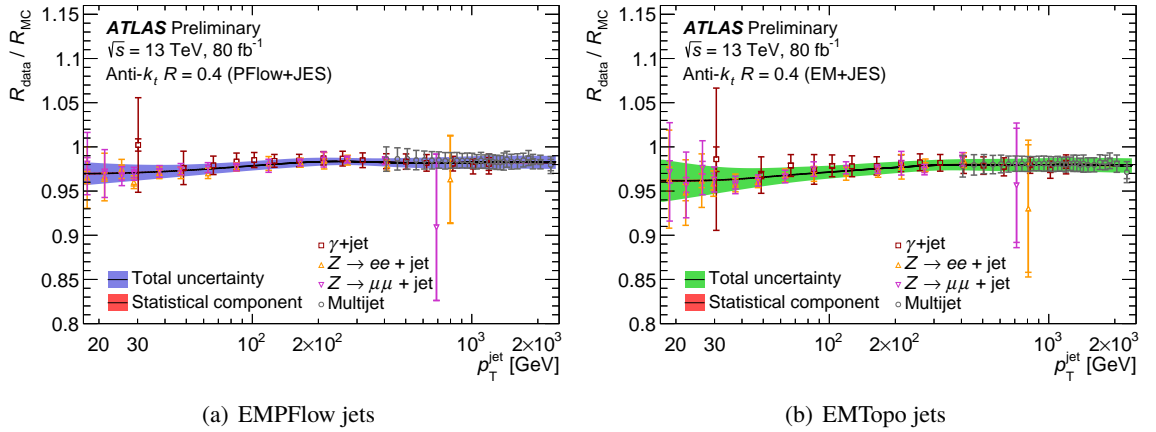 R_data / R_MC
1.15
1.1
1.05
1
0.95
0.9
0.85
0.8
ATLAS Preliminary
√s = 13 TeV, 80 fb⁻¹
Anti-k_t R = 0.4 (PFlow+JES)
γ+jet
Z → ee + jet
Z → μμ + jet
Multijet
Total uncertainty
Statistical component
20 30 10² 2×10² 10³ 2×10³
p_T^jet [GeV]
(a) EMPFlow jets
R_data / R_MC
1.15
1.1
1.05
1
0.95
0.9
0.85
0.8
ATLAS Preliminary
√s = 13 TeV, 80 fb⁻¹
Anti-k_t R = 0.4 (EM+JES)
γ+jet
Z → ee + jet
Z → μμ + jet
Multijet
Total uncertainty
Statistical component
20 30 10² 2×10² 10³ 2×10³
p_T^jet [GeV]
(b) EMTopo jets